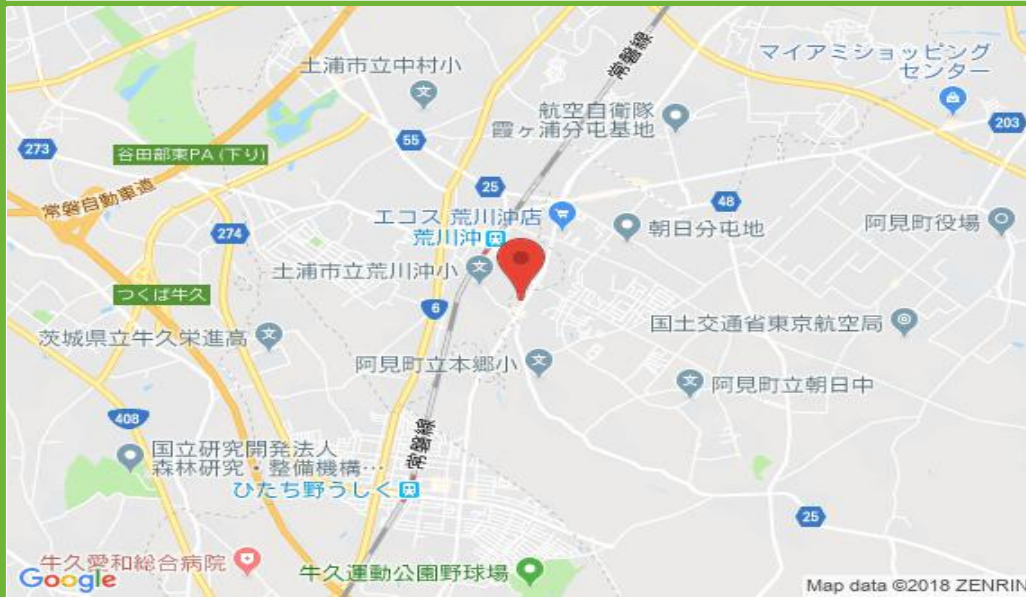 土浦市立中村小
常磐線
マイアミショッピング
センター
航空自衛隊
霞ヶ浦分屯基地
203
273
55
谷田部東PA (下り)
25
48
常磐自動車道
エコス 荒川沖店
荒川沖
朝日分屯地
阿見町役場
274
土浦市立荒川沖小
つくば牛久
6
茨城県立牛久栄進高
国土交通省東京航空局
阿見町立本郷小
阿見町立朝日中
408
国立研究開発法人
森林研究・整備機構…
常磐線
ひたち野うしく
25
牛久愛和総合病院
牛久運動公園野球場
Google
Map data ©2018 ZENRIN